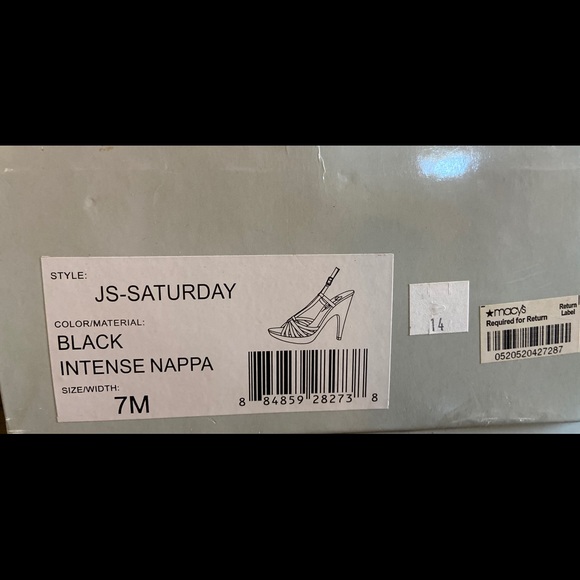 STYLE:
JS-SATURDAY
COLOR/MATERIAL:
BLACK
INTENSE NAPPA
SIZE/WIDTH:
7M
8 84859 28273 8
14
★macy's
Required for Return
Return
Label
0520520427287